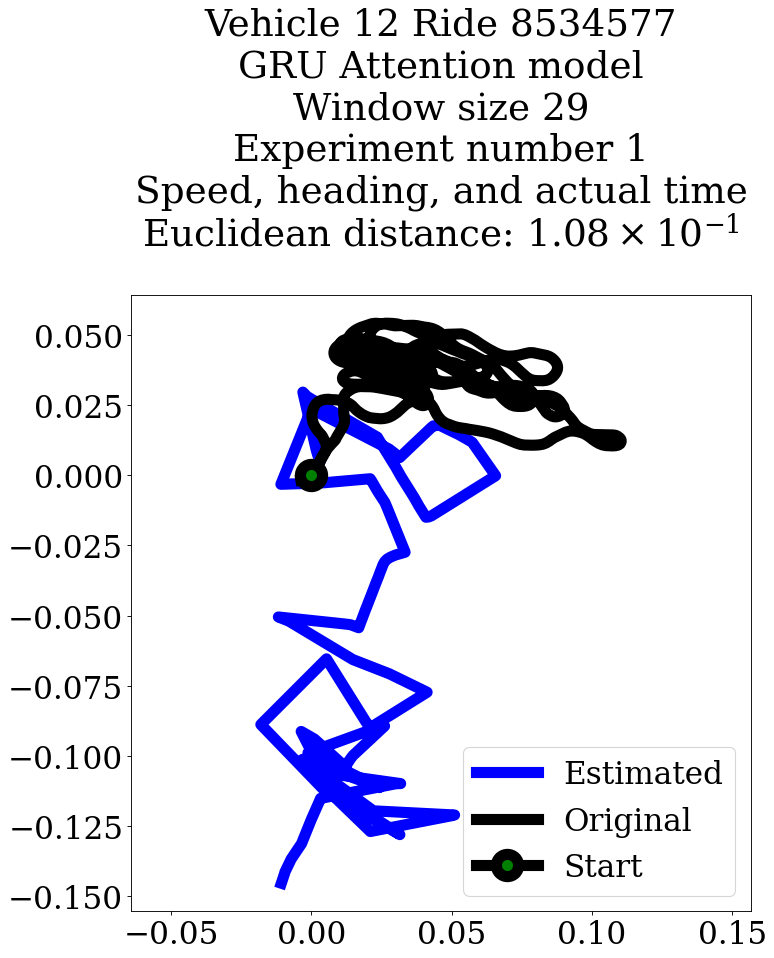 Vehicle 12 Ride 8534577
GRU Attention model
Window size 29
Experiment number 1
Speed, heading, and actual time
Euclidean distance: 1.08 × 10⁻¹
0.050
0.025
0.000
−0.025
−0.050
−0.075
−0.100
−0.125
−0.150
Estimated
Original
Start
−0.05 0.00 0.05 0.10 0.15